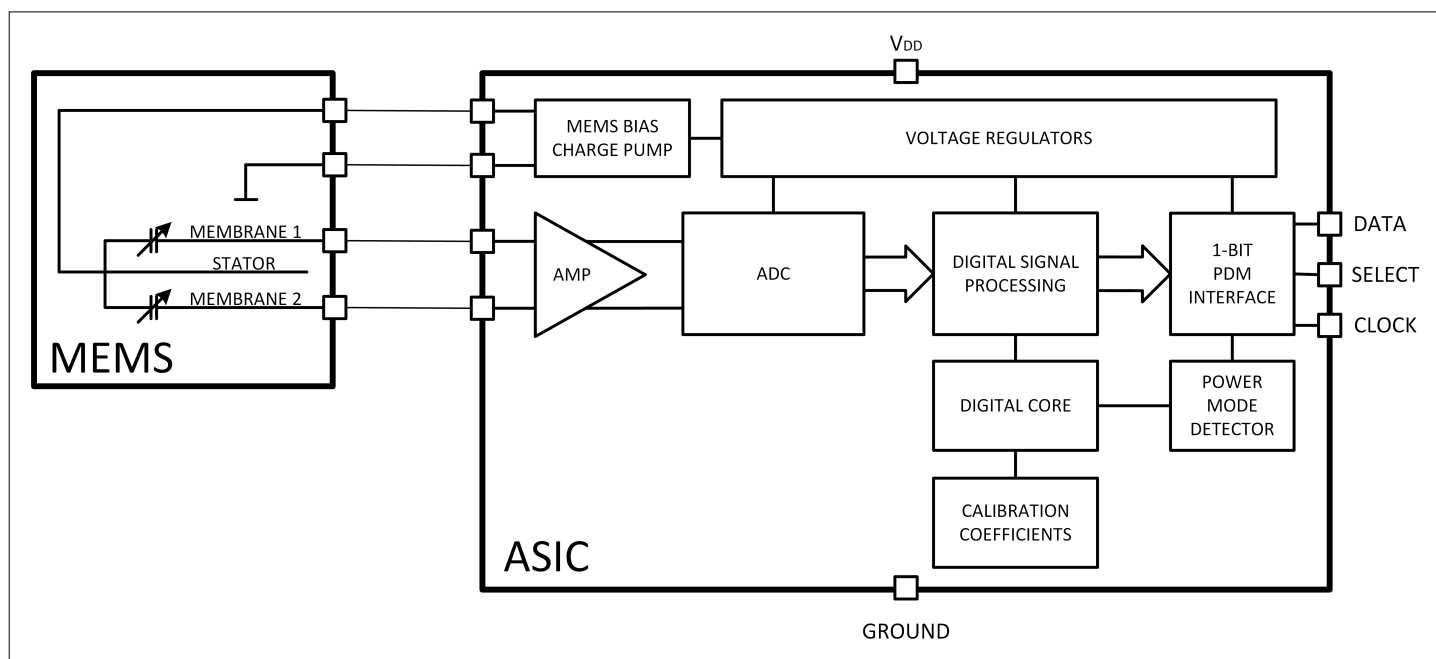 VDD
MEMS BIAS
CHARGE PUMP
VOLTAGE REGULATORS
MEMBRANE 1
STATOR
MEMBRANE 2
MEMS
AMP
ADC
DIGITAL SIGNAL
PROCESSING
1-BIT
PDM
INTERFACE
DATA
SELECT
CLOCK
DIGITAL CORE
POWER
MODE
DETECTOR
CALIBRATION
COEFFICIENTS
ASIC
GROUND